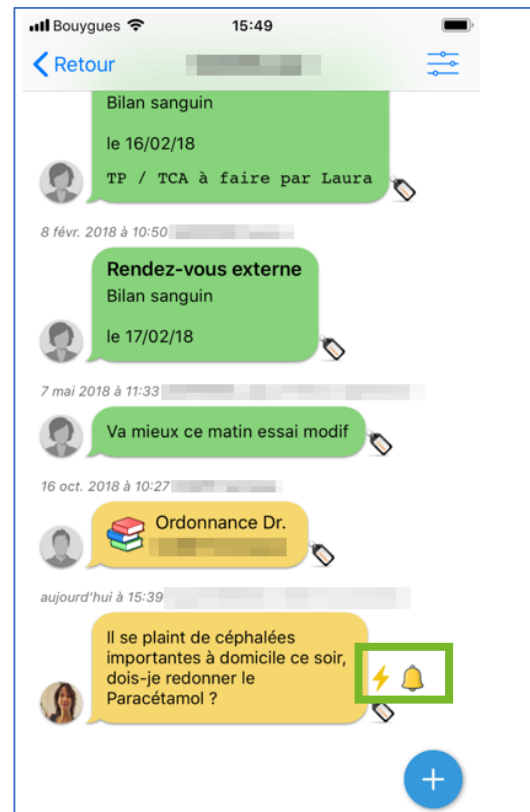 Bouygues 15:49
Retour
Bilan sanguin
le 16/02/18
TP / TCA à faire par Laura
8 févr. 2018 à 10:50
Rendez-vous externe
Bilan sanguin
le 17/02/18
7 mai 2018 à 11:33
Va mieux ce matin essai modif
16 oct. 2018 à 10:27
Ordonnance Dr.
aujourd'hui à 15:39
Il se plaint de céphalées
importantes à domicile ce soir,
dois-je redonner le
Paracétamol ?